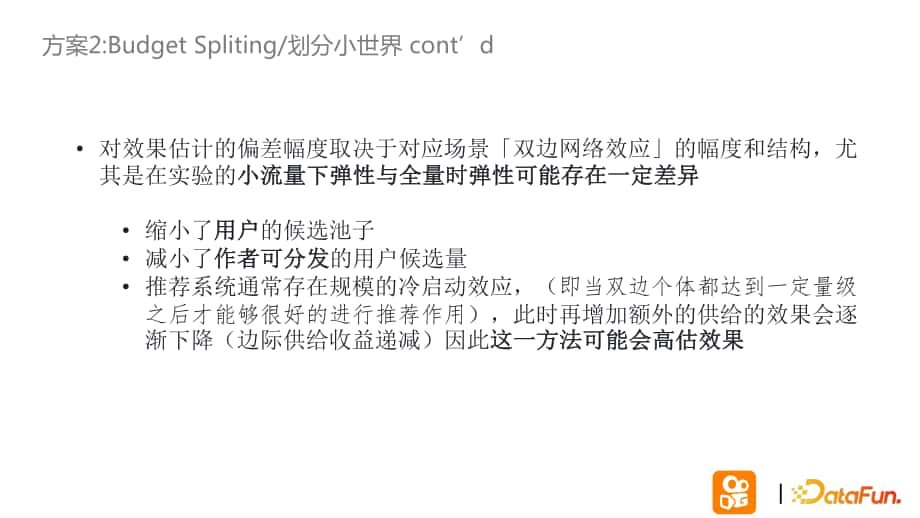 方案2:Budget Spliting/划分小世界 cont’d
• 对效果估计的偏差幅度取决于对应场景「双边网络效应」的幅度和结构，尤
其是在实验的小流量下弹性与全量时弹性可能存在一定差异
• 缩小了用户的候选池子
• 减小了作者可分发的用户候选量
• 推荐系统通常存在规模的冷启动效应，（即当双边个体都达到一定量级
之后才能够很好的进行推荐作用），此时再增加额外的供给的效果会逐
渐下降（边际供给收益递减）因此这一方法可能会高估效果
DataFun.